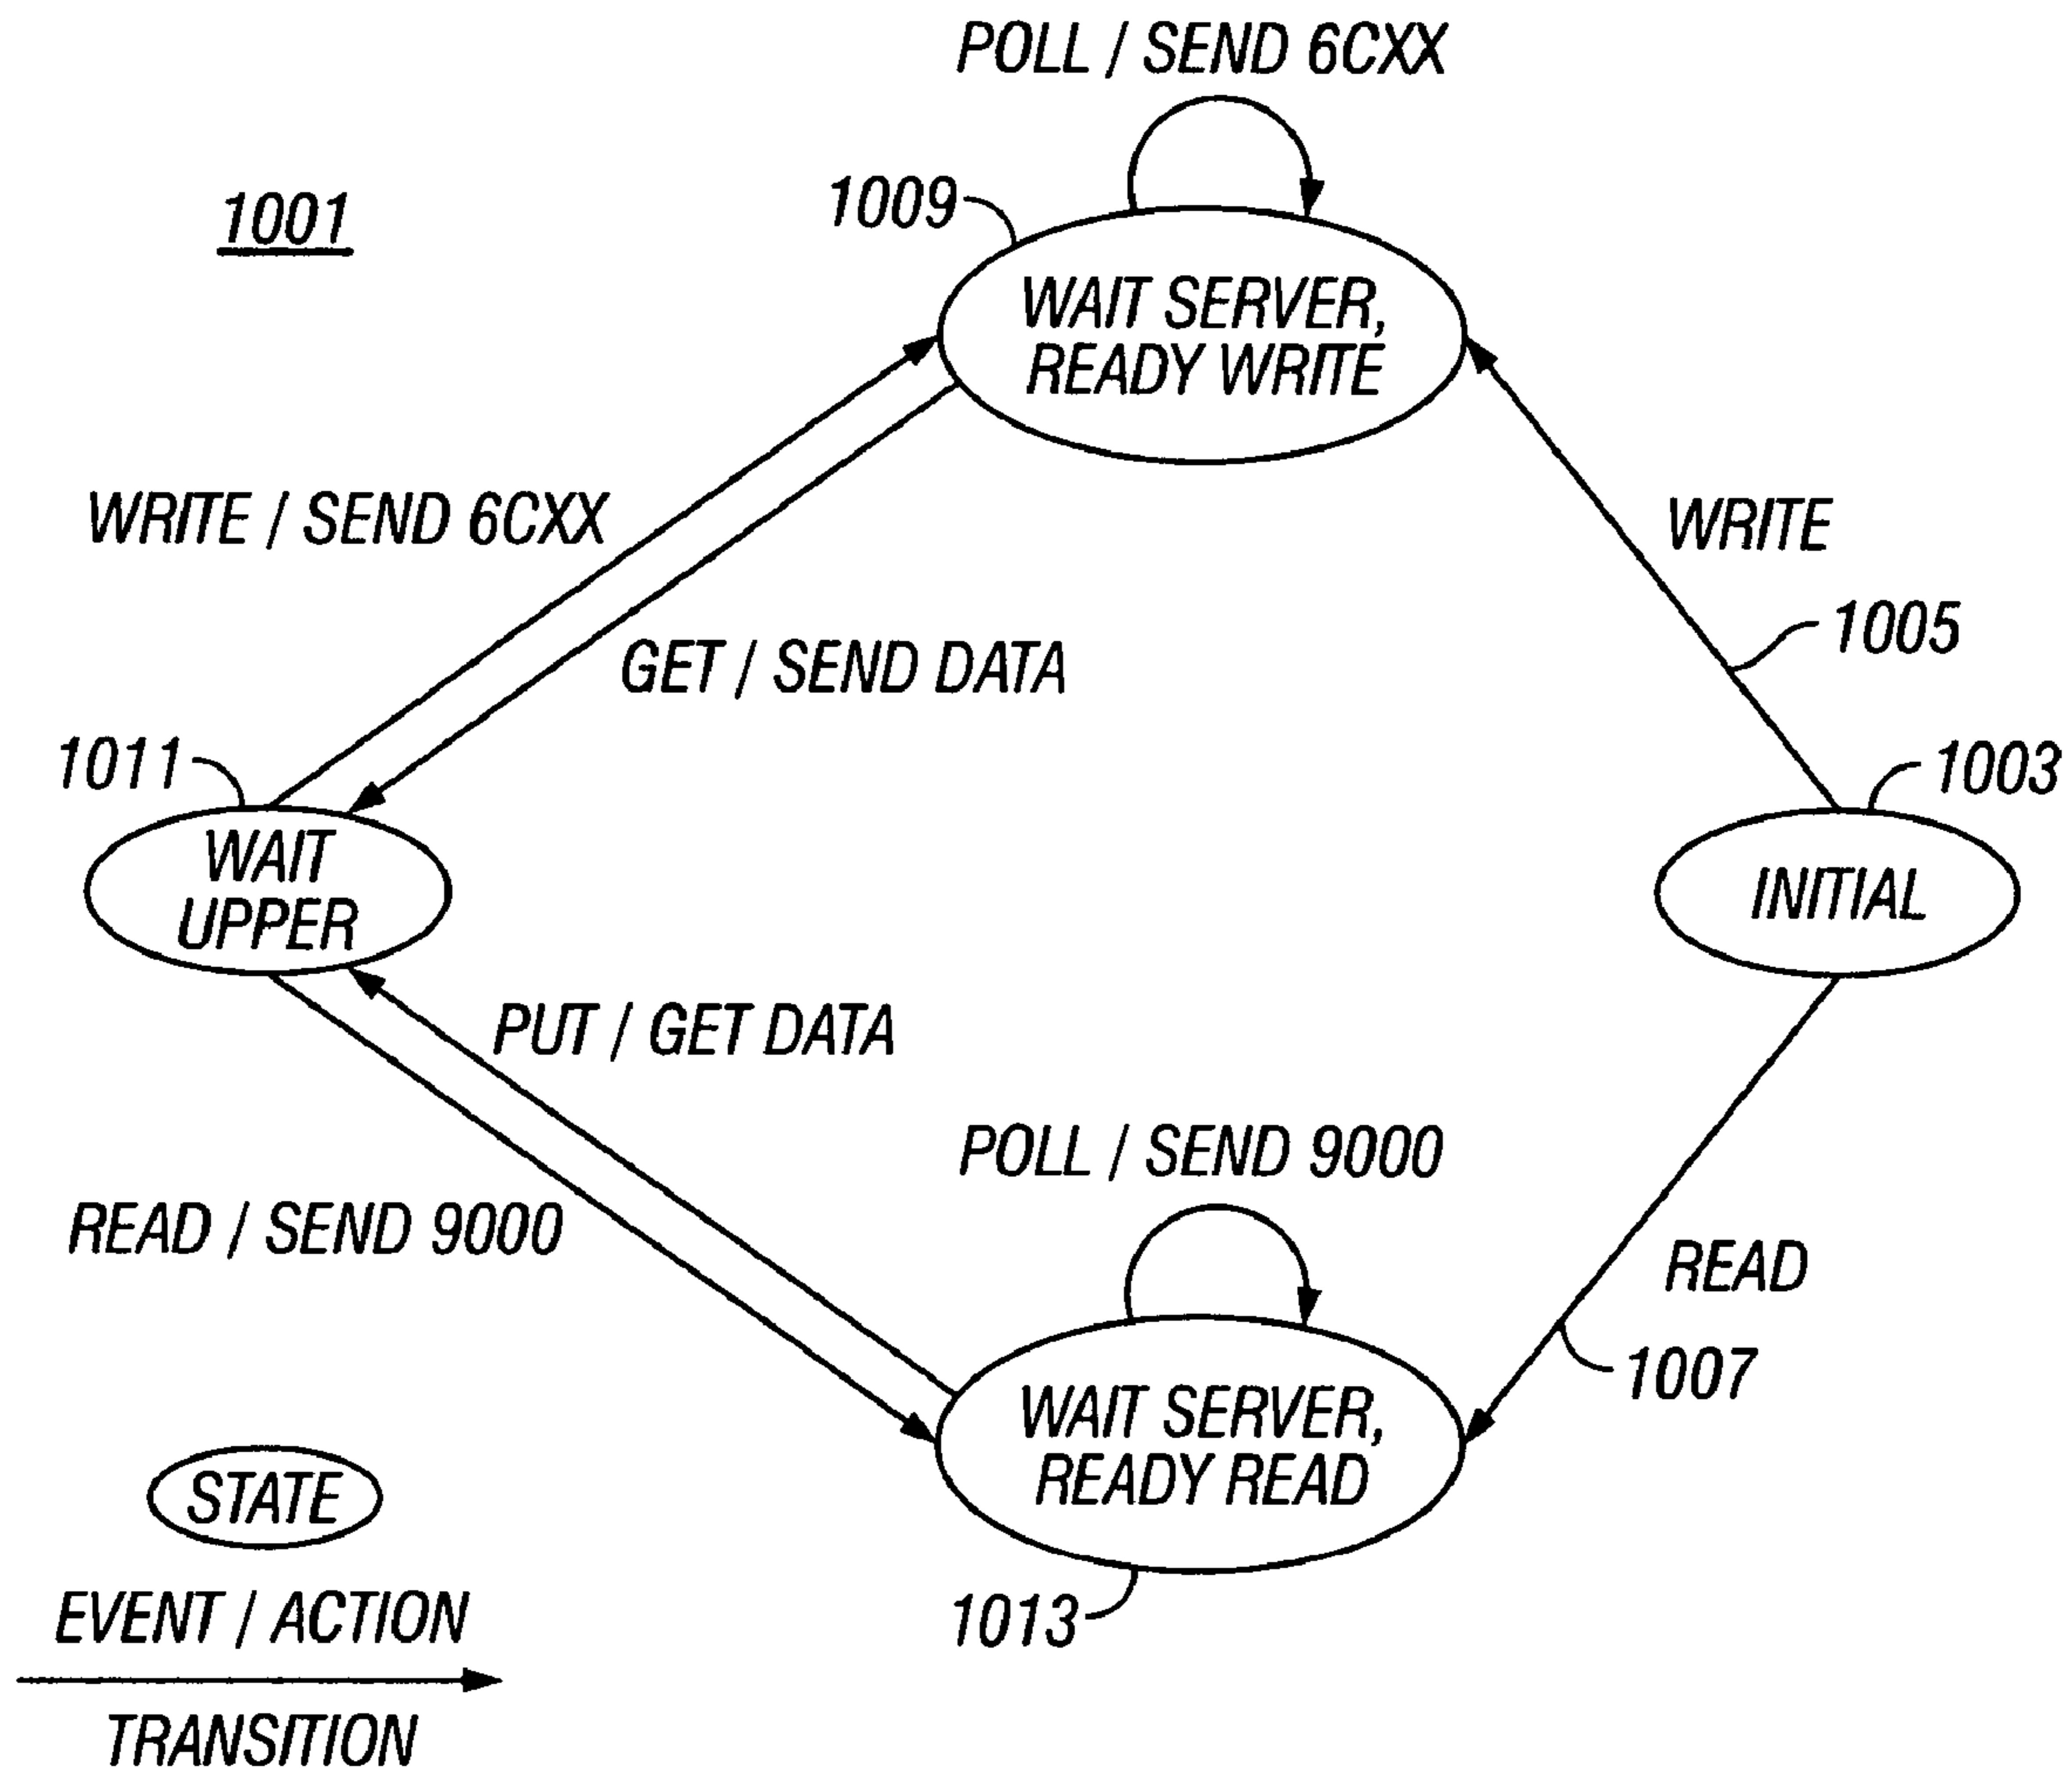 POLL / SEND 6CXX
1001
1009
WAIT SERVER,
READY WRITE
WRITE / SEND 6CXX
WRITE
GET / SEND DATA
1005
1011
1003
WAIT
UPPER
INITIAL
PUT / GET DATA
POLL / SEND 9000
READ / SEND 9000
READ
1007
WAIT SERVER,
READY READ
STATE
1013
EVENT / ACTION
TRANSITION